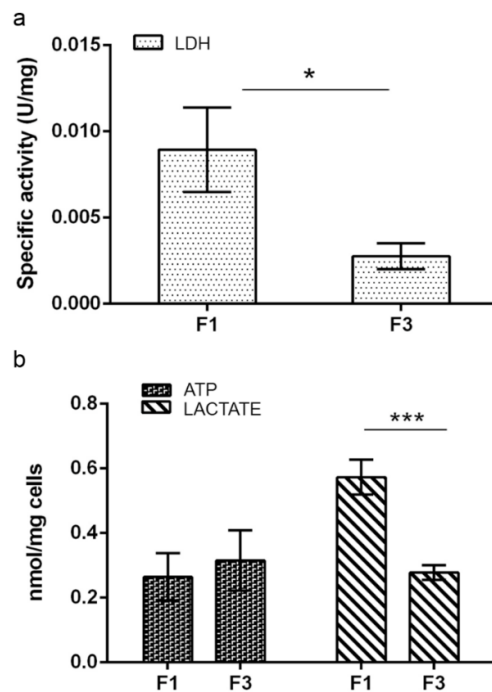 a
LDH
*
Specific activity (U/mg)
0.015
0.010
0.005
0.000
F1 F3
b
ATP
LACTATE
***
nmol/mg cells
0.8
0.6
0.4
0.2
0.0
F1 F3 F1 F3